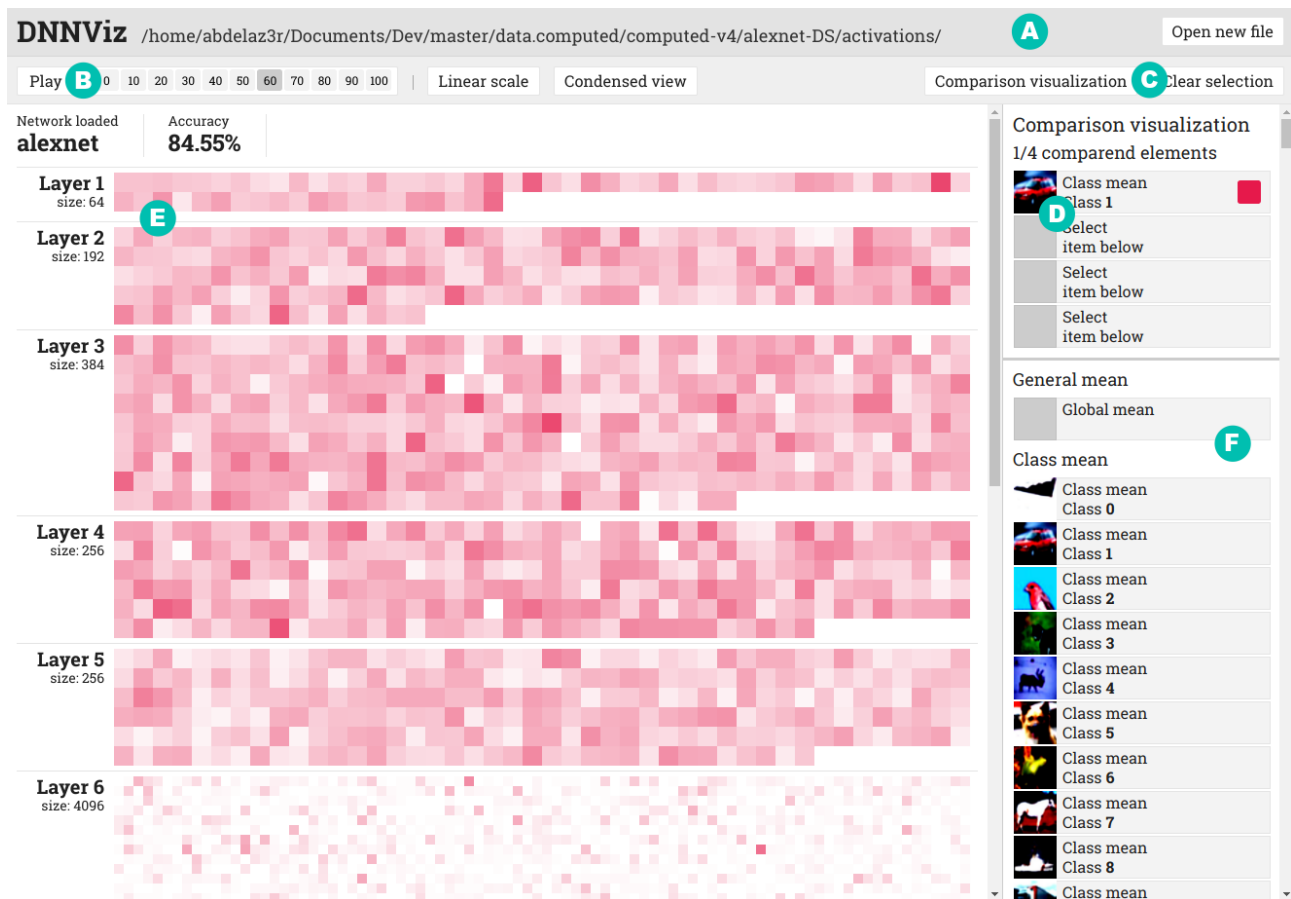 DNNViz /home/abdelaz3r/Documents/Dev/master/data.computed/computed-v4/alexnet-DS/activations/ A Open new file
Play B 0 10 20 30 40 50 60 70 80 90 100 | Linear scale Condensed view Comparison visualization C Clear selection
Network loaded
alexnet
Accuracy
84.55%
Layer 1
size: 64
E
Layer 2
size: 192
Layer 3
size: 384
Layer 4
size: 256
Layer 5
size: 256
Layer 6
size: 4096
Comparison visualization
1/4 comparend elements
Class mean
Class 1
D
Select
item below
Select
item below
Select
item below
General mean
Global mean
F
Class mean
Class mean
Class 0
Class mean
Class 1
Class mean
Class 2
Class mean
Class 3
Class mean
Class 4
Class mean
Class 5
Class mean
Class 6
Class mean
Class 7
Class mean
Class 8
Class mean